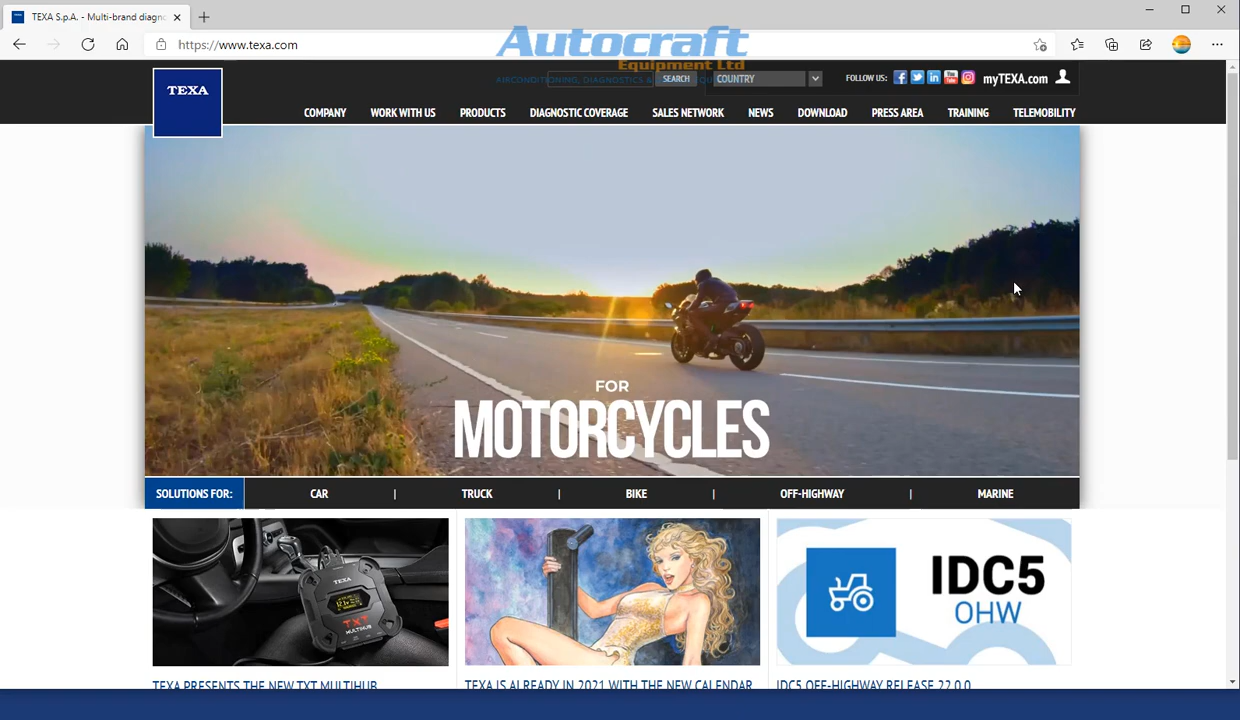 TEXA S.p.A. - Multi-brand diagno
https://www.texa.com
Autocraft
Equipment Ltd
SEARCH
COUNTRY
FOLLOW US:
You
Tube
myTEXA.com
TEXA
COMPANY
WORK WITH US
PRODUCTS
DIAGNOSTIC COVERAGE
SALES NETWORK
NEWS
DOWNLOAD
PRESS AREA
TRAINING
TELEMOBILITY
FOR
MOTORCYCLES
SOLUTIONS FOR:
CAR
|
TRUCK
|
BIKE
|
OFF-HIGHWAY
|
MARINE
TEXA
TXT
MULTIHUB
IDC5
OHW
TEXA PRESENTS THE NEW TXT MULTIHUB
TEXA IS ALREADY IN 2021 WITH THE NEW CALENDAR
IDC5 OFF-HIGHWAY RELEASE 22.0.0